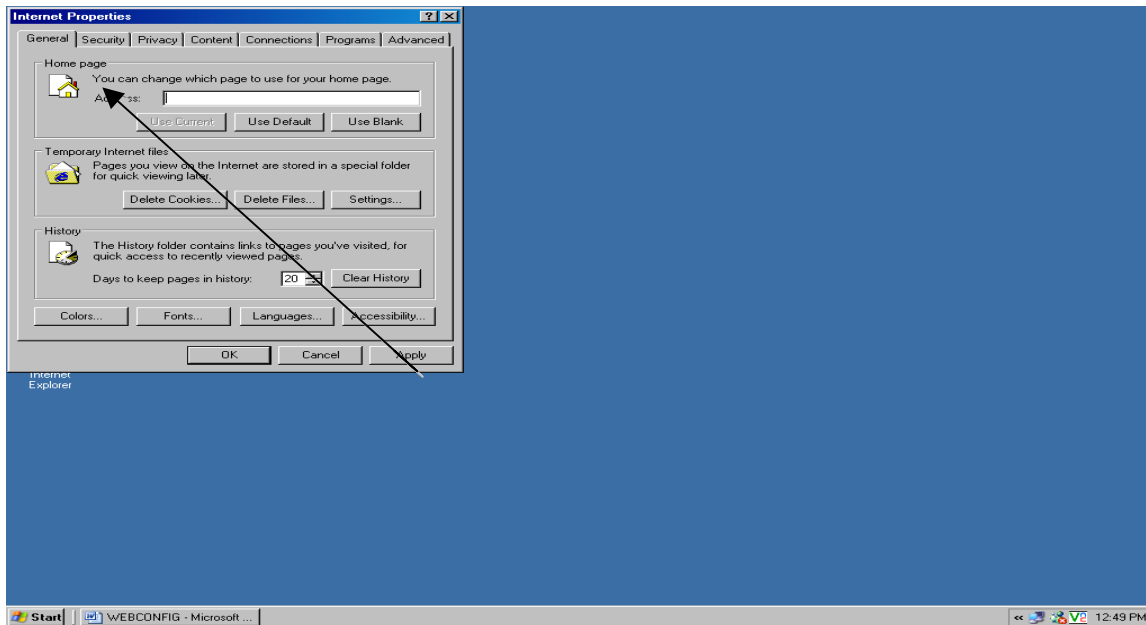 Internet Properties
General Security Privacy Content Connections Programs Advanced
Home page
You can change which page to use for your home page.
Use Current Use Default Use Blank
Temporary Internet files
Pages you view on the Internet are stored in a special folder
for quick viewing later.
Delete Cookies... Delete Files... Settings...
History
The History folder contains links to pages you've visited, for
quick access to recently viewed pages.
Days to keep pages in history: 20 Clear History
Colors... Fonts... Languages... Accessibility...
OK Cancel Apply
Internet
Explorer
Start WEBCONFIG - Microsoft ... « V2 12:49 PM